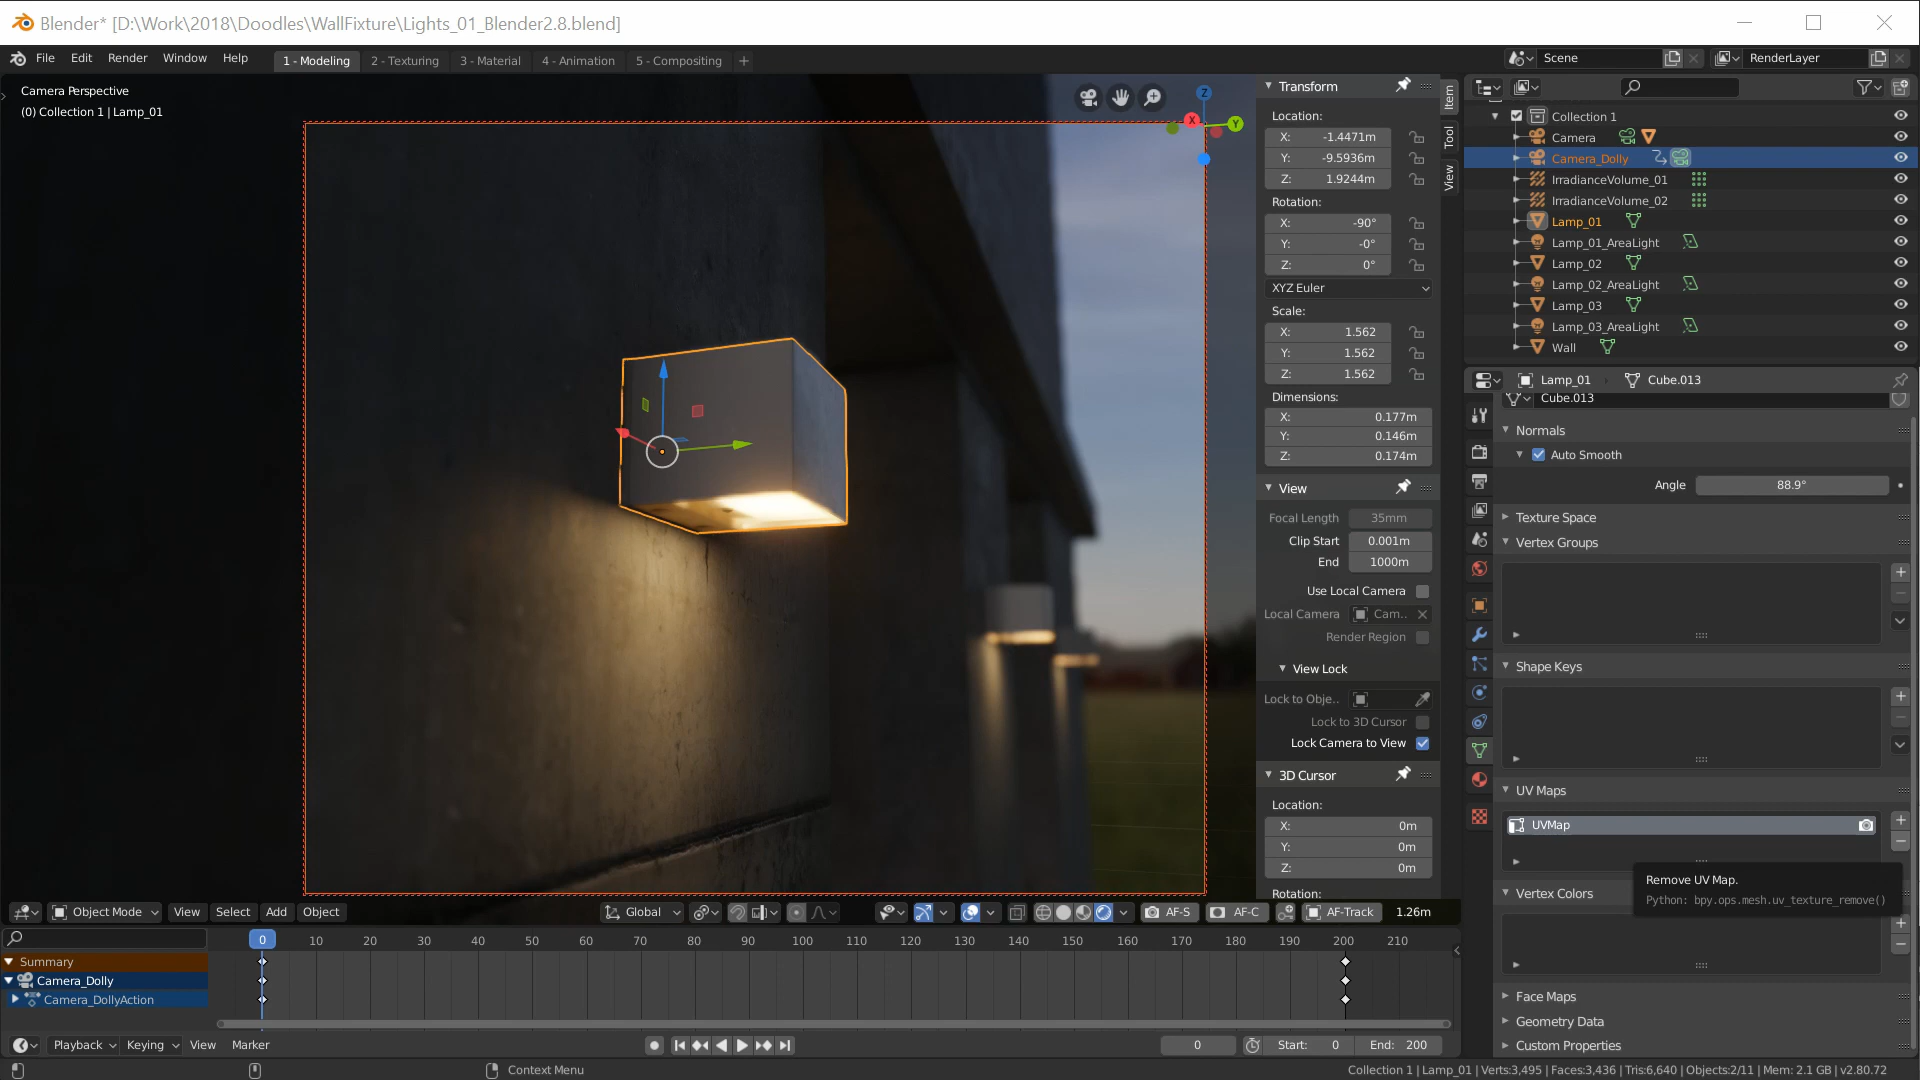 Blender* [D:\Work\2018\Doodles\WallFixture\Lights_01_Blender2.8.blend]
File Edit Render Window Help 1 - Modeling 2 - Texturing 3 - Material 4 - Animation 5 - Compositing + Scene RenderLayer
Camera Perspective
(0) Collection 1 | Lamp_01
Z
X
Y
Transform
Location:
X: -1.4471m
Y: -9.5936m
Z: 1.9244m
Rotation:
X: -90°
Y: -0°
Z: 0°
XYZ Euler
Scale:
X: 1.562
Y: 1.562
Z: 1.562
Dimensions:
X: 0.177m
Y: 0.146m
Z: 0.174m
View
Focal Length 35mm
Clip Start 0.001m
End 1000m
Use Local Camera
Local Camera Cam..
Render Region
View Lock
Lock to Obje..
Lock to 3D Cursor
Lock Camera to View
3D Cursor
Location:
X: 0m
Y: 0m
Z: 0m
Rotation:
Item
Tool
View
Collection 1
Camera
Camera_Dolly
IrradianceVolume_01
IrradianceVolume_02
Lamp_01
Lamp_01_AreaLight
Lamp_02
Lamp_02_AreaLight
Lamp_03
Lamp_03_AreaLight
Wall
Lamp_01 Cube.013
Cube.013
Normals
Auto Smooth
Angle 88.9°
Texture Space
Vertex Groups
Shape Keys
UV Maps
UVMap
Remove UV Map.
Python: bpy.ops.mesh.uv_texture_remove()
Vertex Colors
Face Maps
Geometry Data
Custom Properties
Object Mode View Select Add Object Global AF-S AF-C AF-Track 1.26m
0 10 20 30 40 50 60 70 80 90 100 110 120 130 140 150 160 170 180 190 200 210
Summary
Camera_Dolly
Camera_DollyAction
Playback Keying View Marker 0 Start: 0 End: 200
Context Menu
Collection 1 | Lamp_01 | Verts:3,495 | Faces:3,436 | Tris:6,640 | Objects:2/11 | Mem: 2.1 GB | v2.80.72